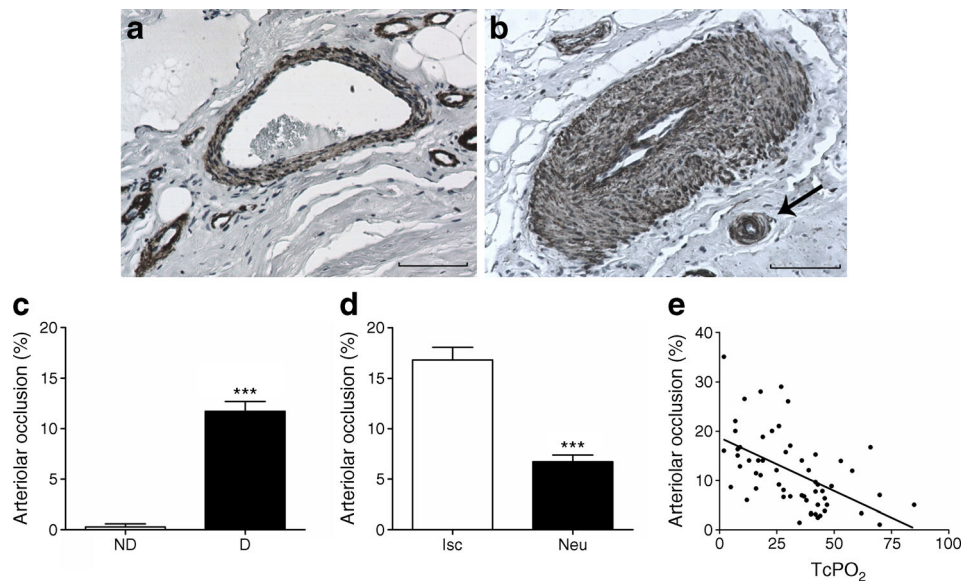 a
b
c
Arteriolar occlusion (%)
20
15
10
5
0
***
ND
D
d
Arteriolar occlusion (%)
20
15
10
5
0
***
Isc
Neu
e
Arteriolar occlusion (%)
40
30
20
10
0
0
25
50
75
100
TcPO₂